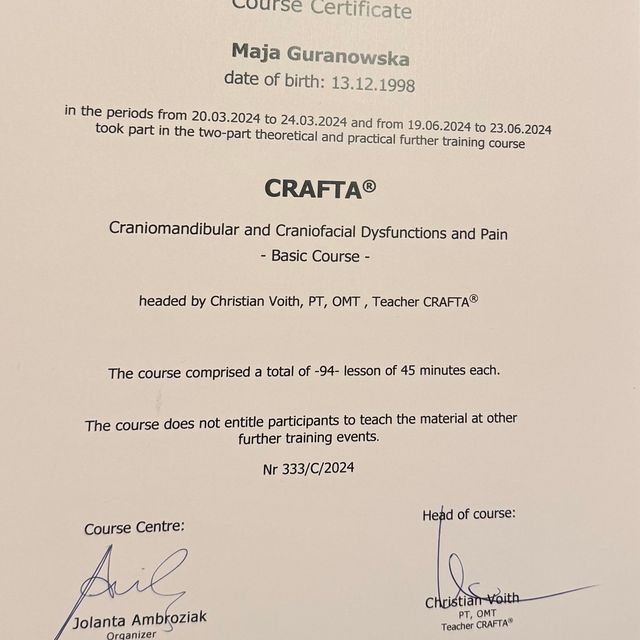 Course Certificate
Maja Guranowska
date of birth: 13.12.1998
in the periods from 20.03.2024 to 24.03.2024 and from 19.06.2024 to 23.06.2024
took part in the two-part theoretical and practical further training course
CRAFTA®
Craniomandibular and Craniofacial Dysfunctions and Pain
- Basic Course -
headed by Christian Voith, PT, OMT , Teacher CRAFTA®
The course comprised a total of -94- lesson of 45 minutes each.
The course does not entitle participants to teach the material at other
further training events.
Nr 333/C/2024
Course Centre:
Head of course:
Jolanta Ambroziak
Organizer
Christian Voith
PT, OMT
Teacher CRAFTA®